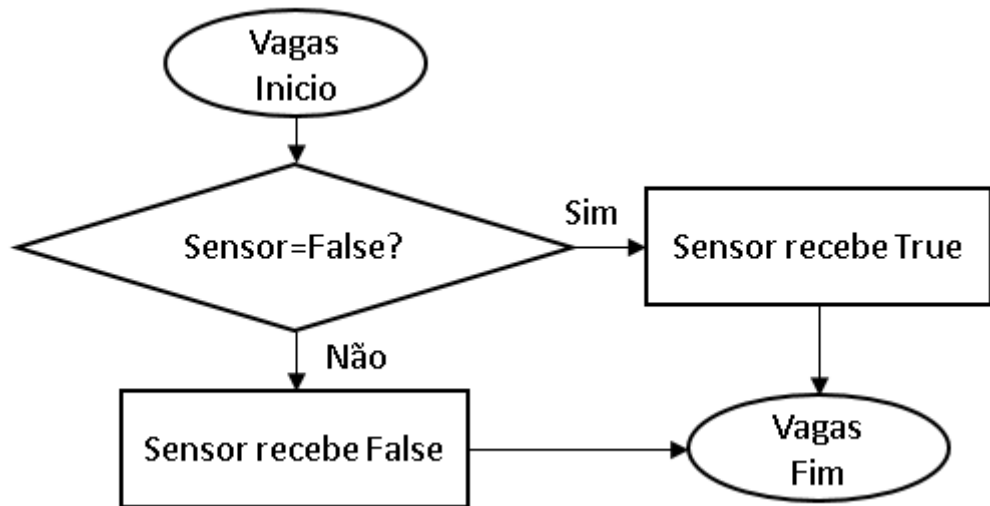 Vagas
Inicio
Sensor=False?
Sim
Sensor recebe True
Não
Sensor recebe False
Vagas
Fim